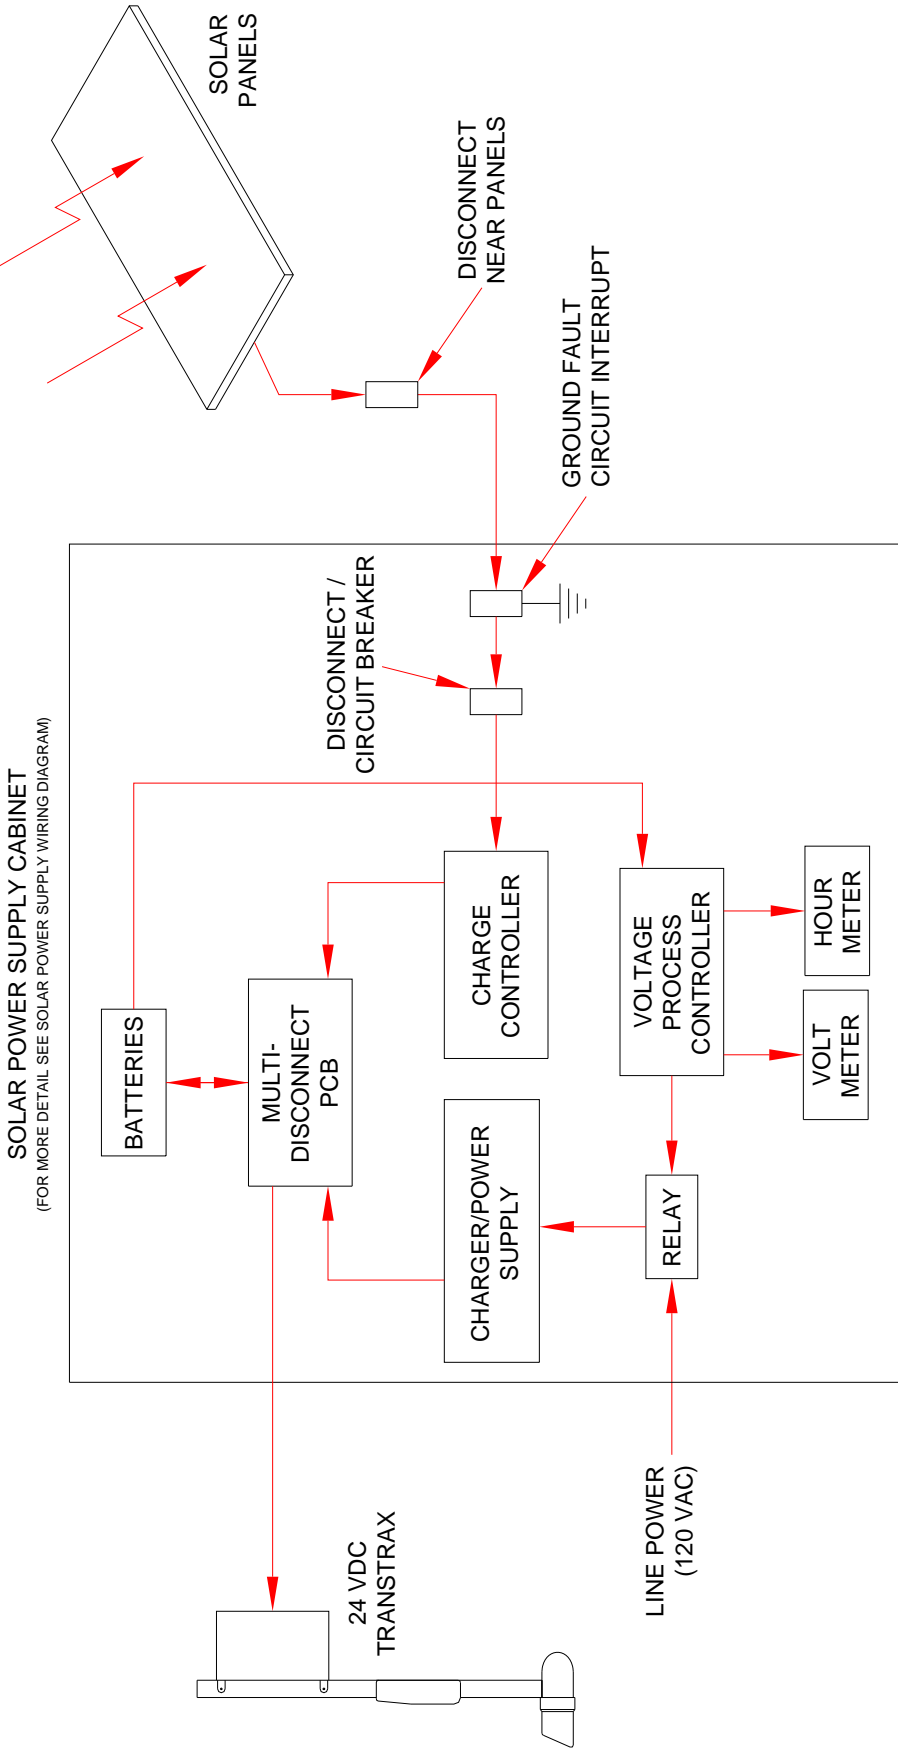 SOLAR POWER SUPPLY CABINET
(FOR MORE DETAIL SEE SOLAR POWER SUPPLY WIRING DIAGRAM)
SOLAR
PANELS
DISCONNECT
NEAR PANELS
GROUND FAULT
CIRCUIT INTERRUPT
DISCONNECT /
CIRCUIT BREAKER
BATTERIES
MULTI-
DISCONNECT
PCB
CHARGE
CONTROLLER
CHARGER/POWER
SUPPLY
VOLTAGE
PROCESS
CONTROLLER
RELAY
VOLT
METER
HOUR
METER
24 VDC
TRANSTRAX
LINE POWER
(120 VAC)